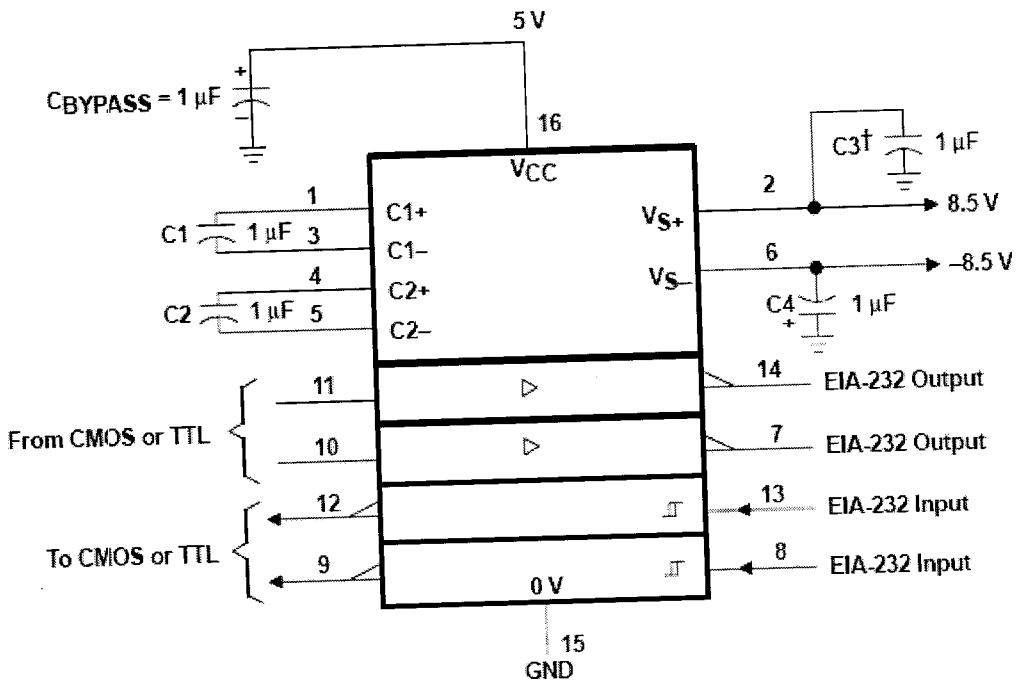 5 V
CBYPASS = 1 µF
+
–
16
VCC
C3† 1 µF
1
C1+
2
VS+
8.5 V
C1 1 µF
3
C1–
6
VS–
–8.5 V
4
C2+
C2 1 µF
5
C2–
C4 1 µF
+
11
14
EIA-232 Output
From CMOS or TTL
10
7
EIA-232 Output
12
13
EIA-232 Input
To CMOS or TTL
9
8
EIA-232 Input
0 V
15
GND